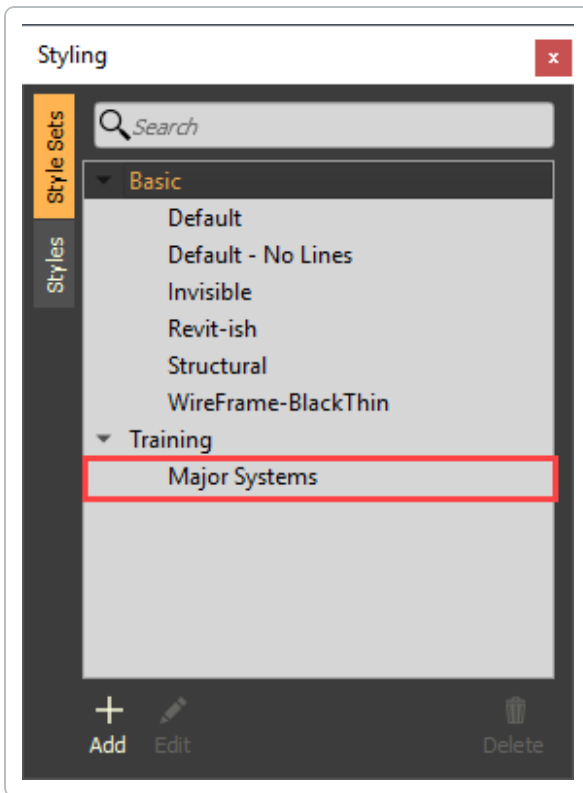 Styling
x
Style Sets
Styles
Search
Basic
Default
Default - No Lines
Invisible
Revit-ish
Structural
WireFrame-BlackThin
Training
Major Systems
Add
Edit
Delete